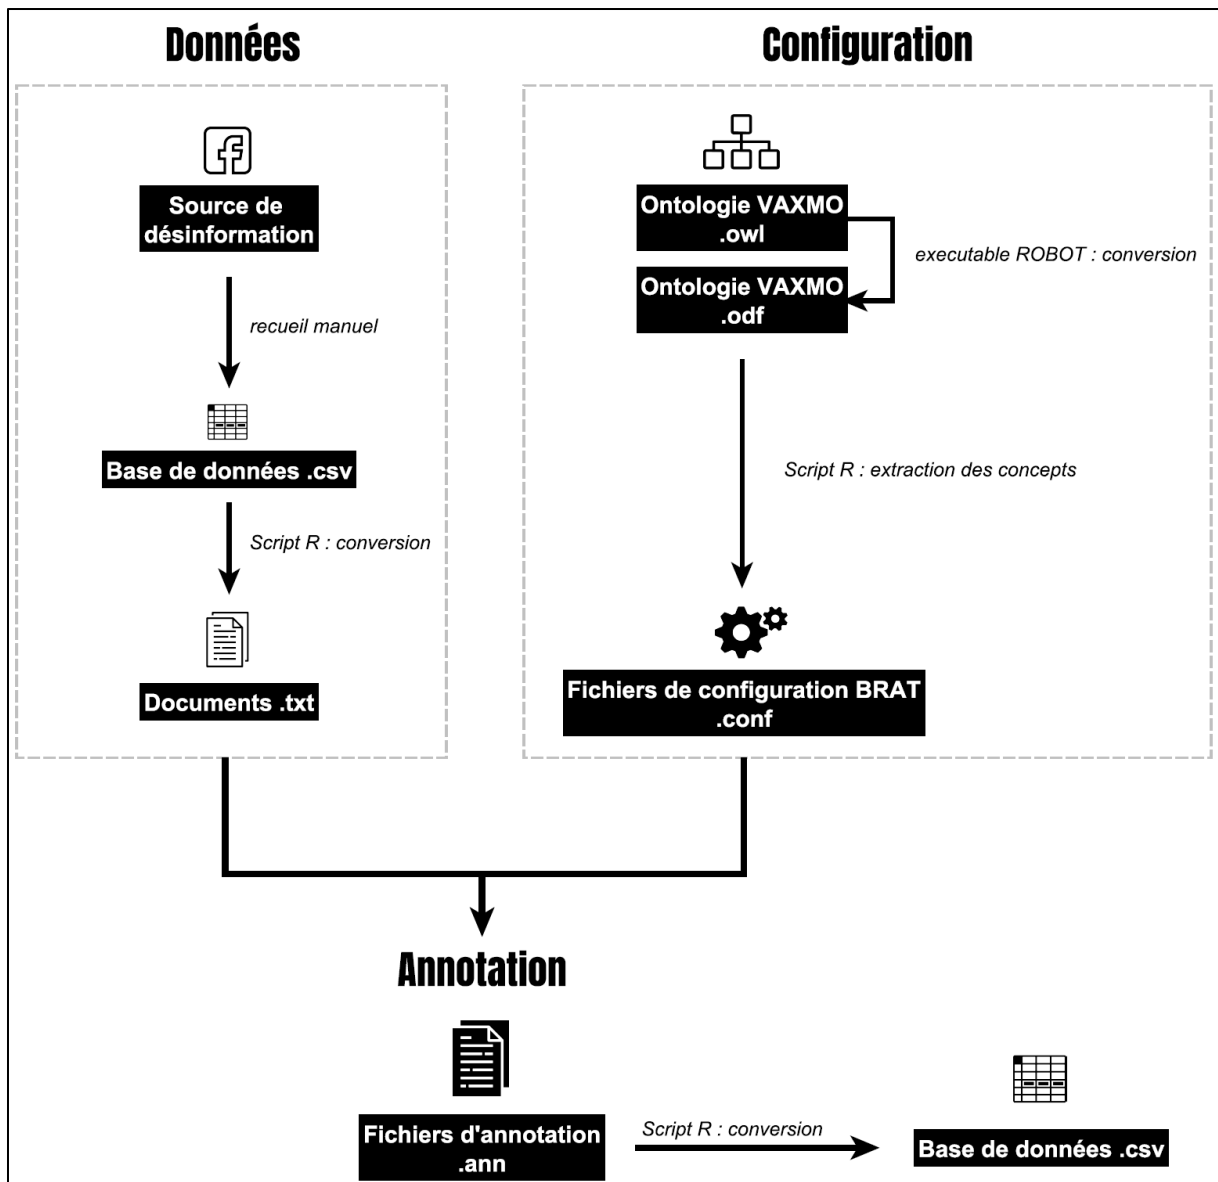 Données
Source de
désinformation
recueil manuel
Base de données .csv
Script R : conversion
Documents .txt
Configuration
Ontologie VAXMO
.owl
executable ROBOT : conversion
Ontologie VAXMO
.odf
Script R : extraction des concepts
Fichiers de configuration BRAT
.conf
Annotation
Fichiers d'annotation
.ann
Script R : conversion
Base de données .csv